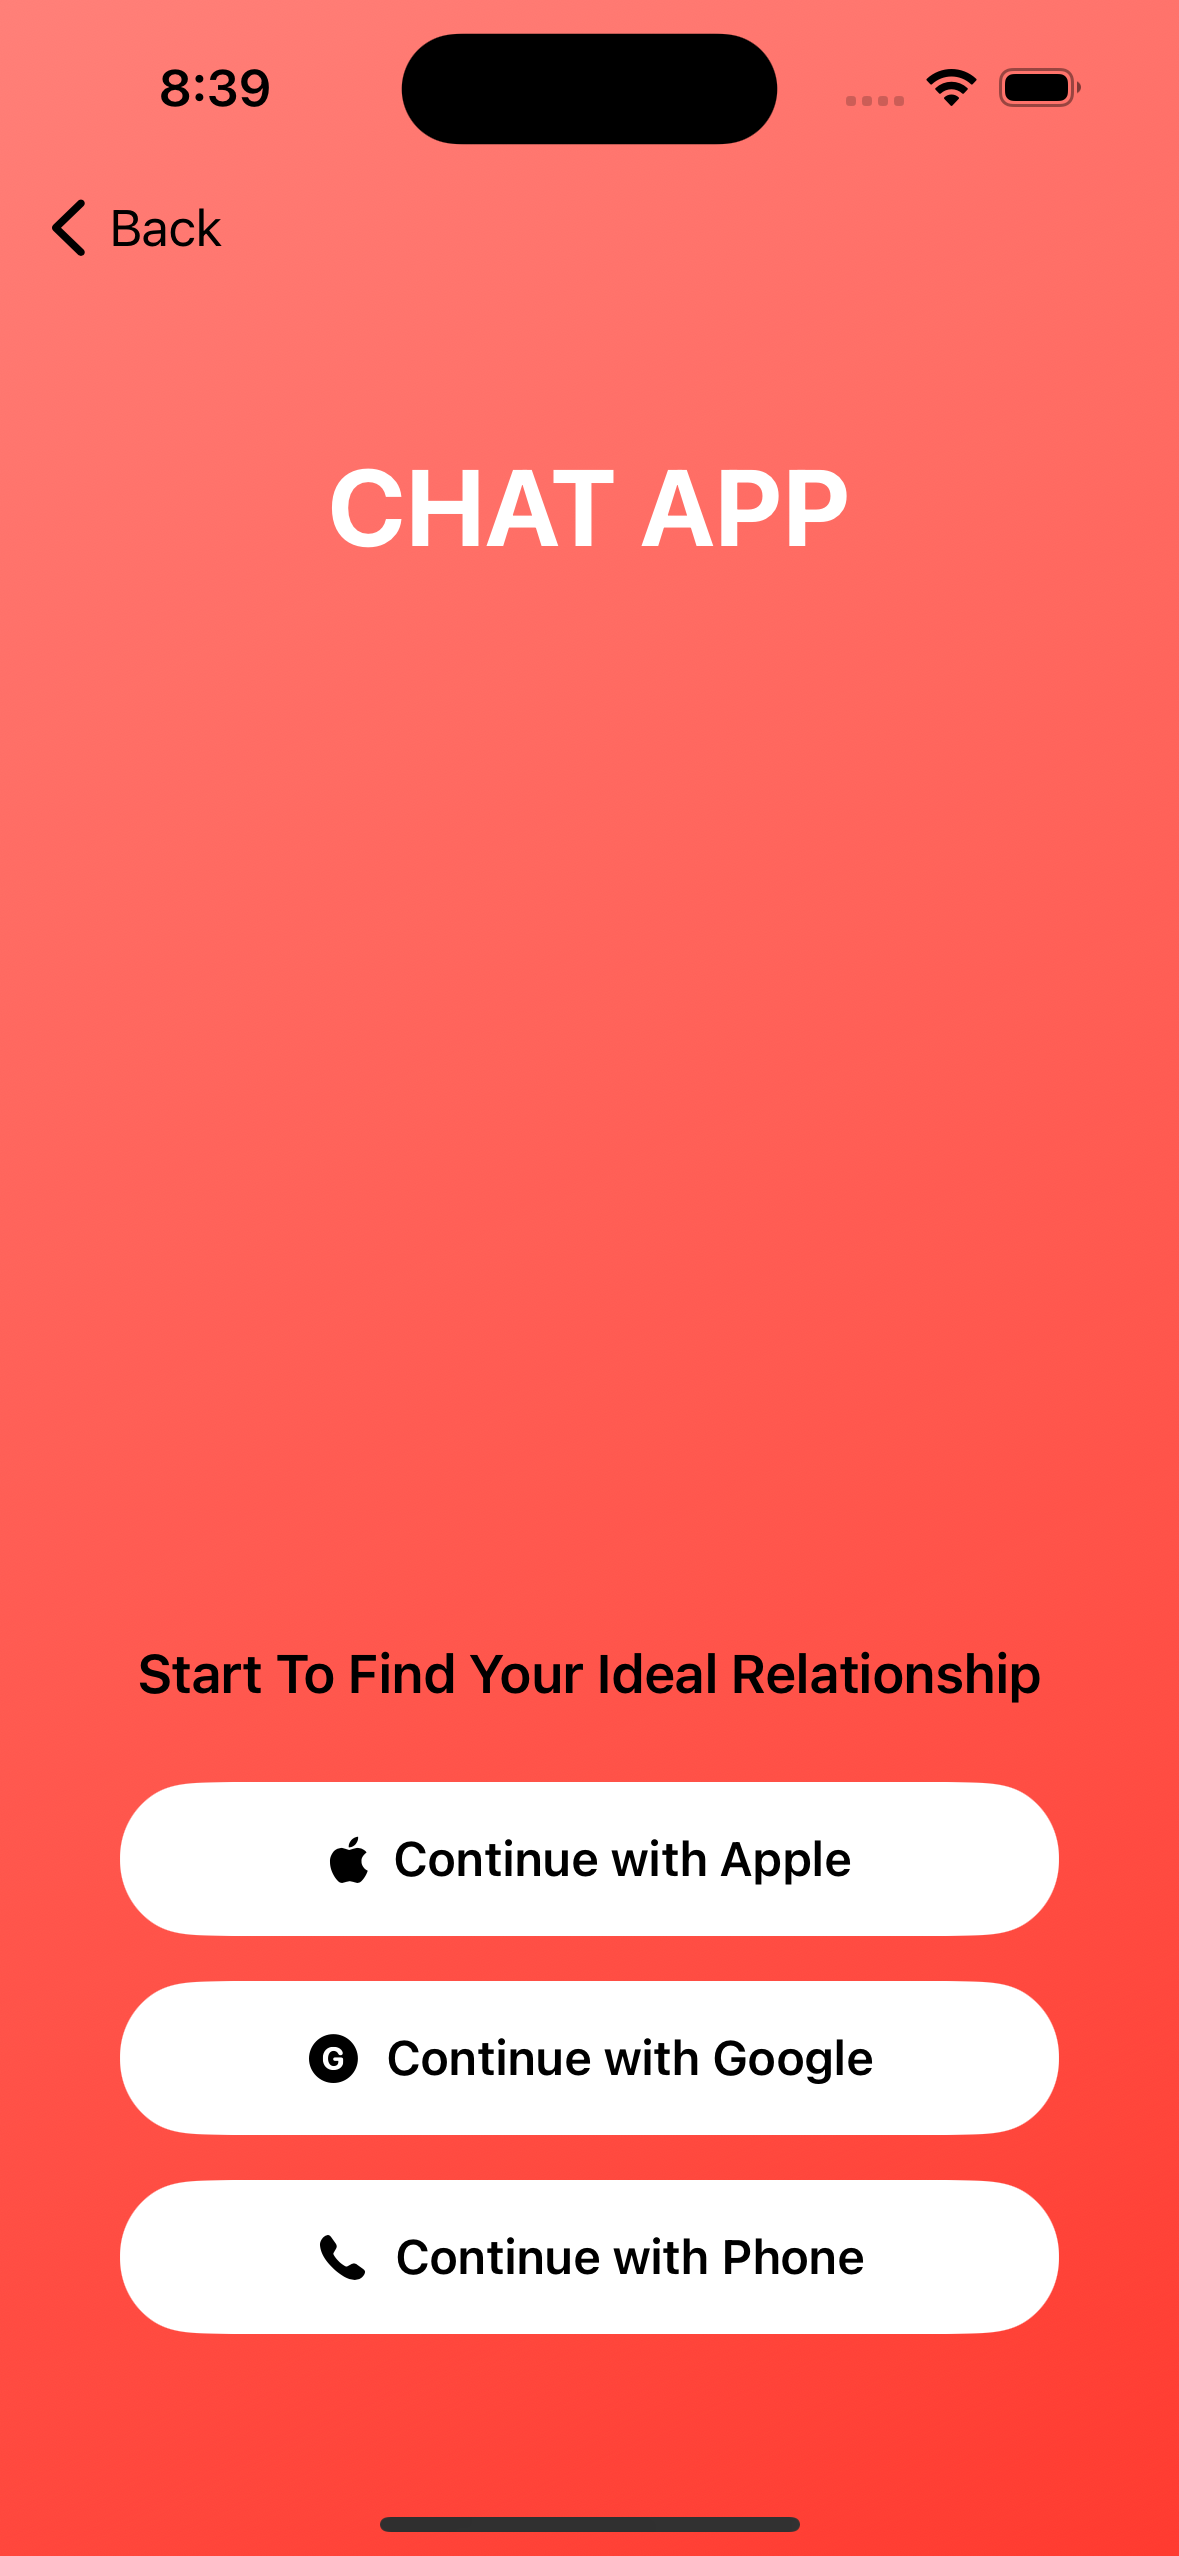 8:39
Back
CHAT APP
Start To Find Your Ideal Relationship
Continue with Apple
G Continue with Google
Continue with Phone